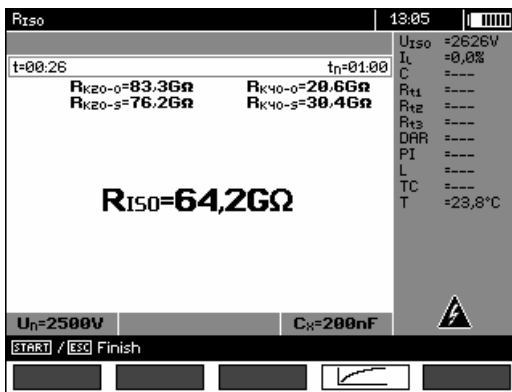 RISO 13:05
t=00:26 tn=01:00
RK20-0=83,3GΩ RK40-0=20,6GΩ
RK20-S=76,2GΩ RK40-S=30,4GΩ
RISO=64,2GΩ
Un=2500V Cx=200nF
START / ESC Finish
UISO =2626V
IL =0,0%
C =---
Rt1 =---
Rt2 =---
Rt3 =---
DAR =---
PI =---
L =---
TC =---
T =23,8°C